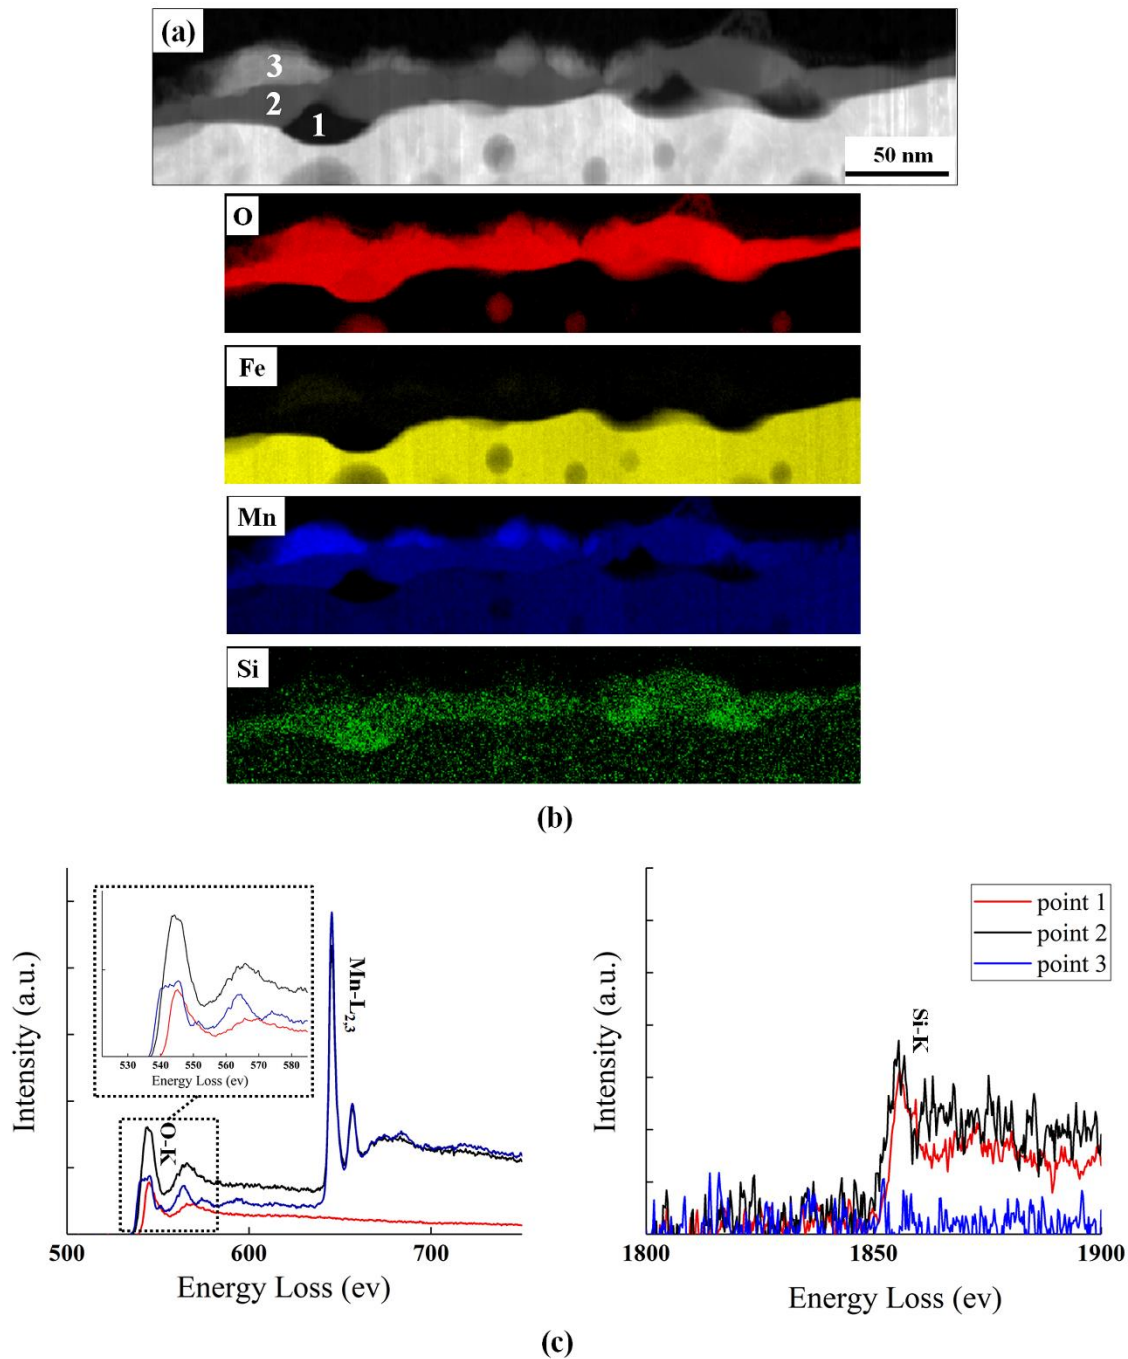 (a)
3
2
1
50 nm
O
Fe
Mn
Si
(b)
Intensity (a.u.)
530 540 550 560 570 580
Energy Loss (ev)
O-K
Mn-L2,3
500 600 700
Energy Loss (ev)
Intensity (a.u.)
point 1
point 2
point 3
Si-K
1800 1850 1900
Energy Loss (ev)
(c)